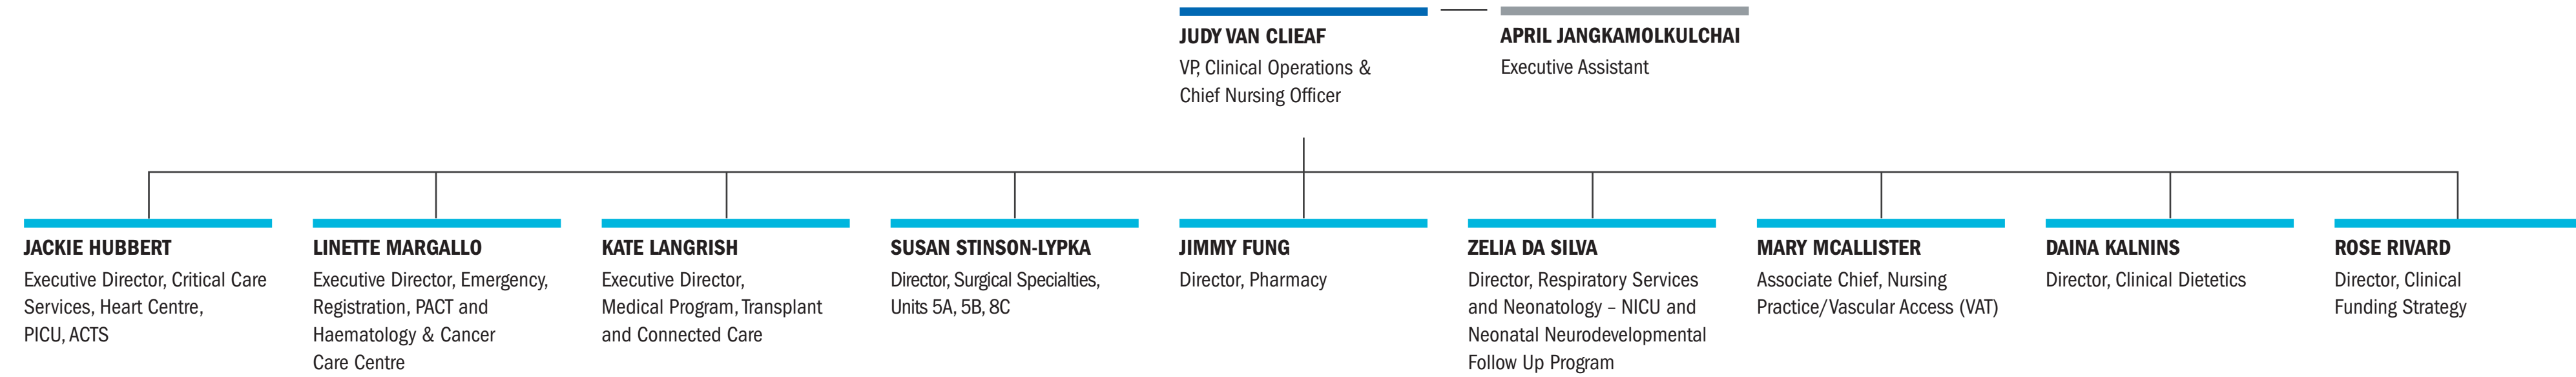 JUDY VAN CLIEAF
VP, Clinical Operations &
Chief Nursing Officer
APRIL JANGKAMOLKULCHAI
Executive Assistant
JACKIE HUBBERT
Executive Director, Critical Care
Services, Heart Centre,
PICU, ACTS
LINETTE MARGALLO
Executive Director, Emergency,
Registration, PACT and
Haematology & Cancer
Care Centre
KATE LANGRISH
Executive Director,
Medical Program, Transplant
and Connected Care
SUSAN STINSON-LYPKA
Director, Surgical Specialties,
Units 5A, 5B, 8C
JIMMY FUNG
Director, Pharmacy
ZELIA DA SILVA
Director, Respiratory Services
and Neonatology – NICU and
Neonatal Neurodevelopmental
Follow Up Program
MARY MCALLISTER
Associate Chief, Nursing
Practice/Vascular Access (VAT)
DAINA KALNINS
Director, Clinical Dietetics
ROSE RIVARD
Director, Clinical
Funding Strategy